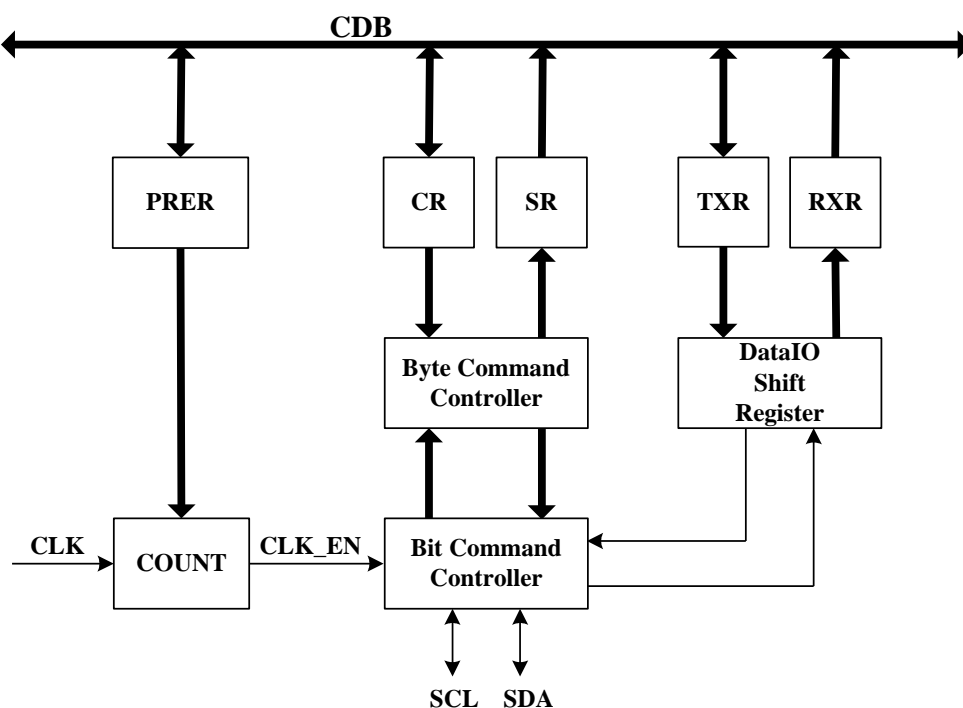 CDB
PRER
CR
SR
TXR
RXR
Byte Command
Controller
DataIO
Shift
Register
CLK
COUNT
CLK_EN
Bit Command
Controller
SCL
SDA